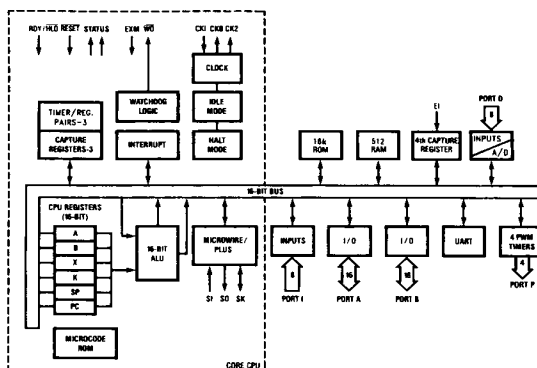 RDY/HLD RESET STATUS EXM WO CKI CK0 CK2
CLOCK
TIMER/REG.
PAIRS-3
CAPTURE
REGISTERS-3
WATCHDOG
LOGIC
INTERRUPT
IDLE
MODE
HALT
MODE
EI
PORT D
8
16k
ROM
512
RAM
4th CAPTURE
REGISTER
INPUTS
A/D
16-BIT BUS
CPU REGISTERS
(16-BIT)
A
B
X
K
SP
PC
16-BIT
ALU
MICROWIRE/
PLUS
SI SO SK
INPUTS
8
PORT I
I/O
16
PORT A
I/O
16
PORT B
UART
4 PWM
TIMERS
4
PORT P
MICROCODE
ROM
CORE CPU